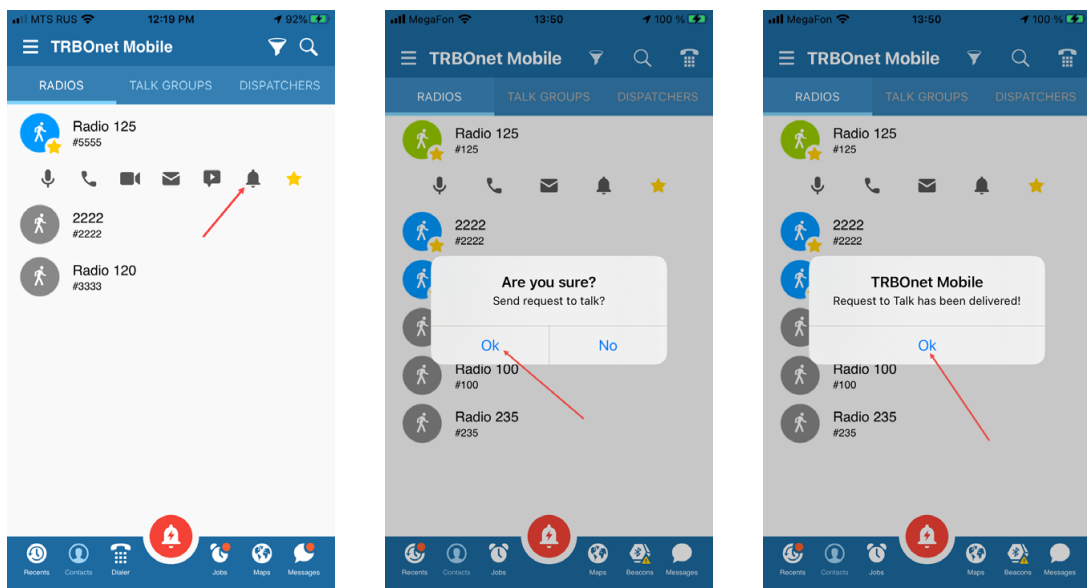 MTS RUS 12:19 PM 92%
TRBOnet Mobile
RADIOS TALK GROUPS DISPATCHERS
Radio 125
#5555
2222
#2222
Radio 120
#3333
Recents Contacts Dialer Jobs Maps Messages
MegaFon 13:50 100 %
TRBOnet Mobile
RADIOS TALK GROUPS DISPATCHERS
Radio 125
#125
2222
#2222
Are you sure?
Send request to talk?
Ok No
Radio 100
#100
Radio 235
#235
Recents Contacts Jobs Maps Beacons Messages
MegaFon 13:50 100 %
TRBOnet Mobile
RADIOS TALK GROUPS DISPATCHERS
Radio 125
#125
2222
#2222
TRBOnet Mobile
Request to Talk has been delivered!
Ok
Radio 100
#100
Radio 235
#235
Recents Contacts Jobs Maps Beacons Messages